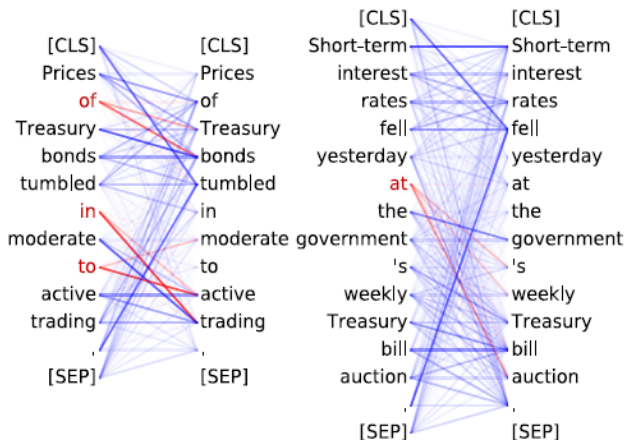 [CLS] [CLS]
Prices Prices
of of
Treasury Treasury
bonds bonds
tumbled tumbled
in in
moderate moderate
to to
active active
trading trading
. .
[SEP] [SEP]
[CLS] [CLS]
Short-term Short-term
interest interest
rates rates
fell fell
yesterday yesterday
at at
the the
government government
's 's
weekly weekly
Treasury Treasury
bill bill
auction auction
. .
[SEP] [SEP]